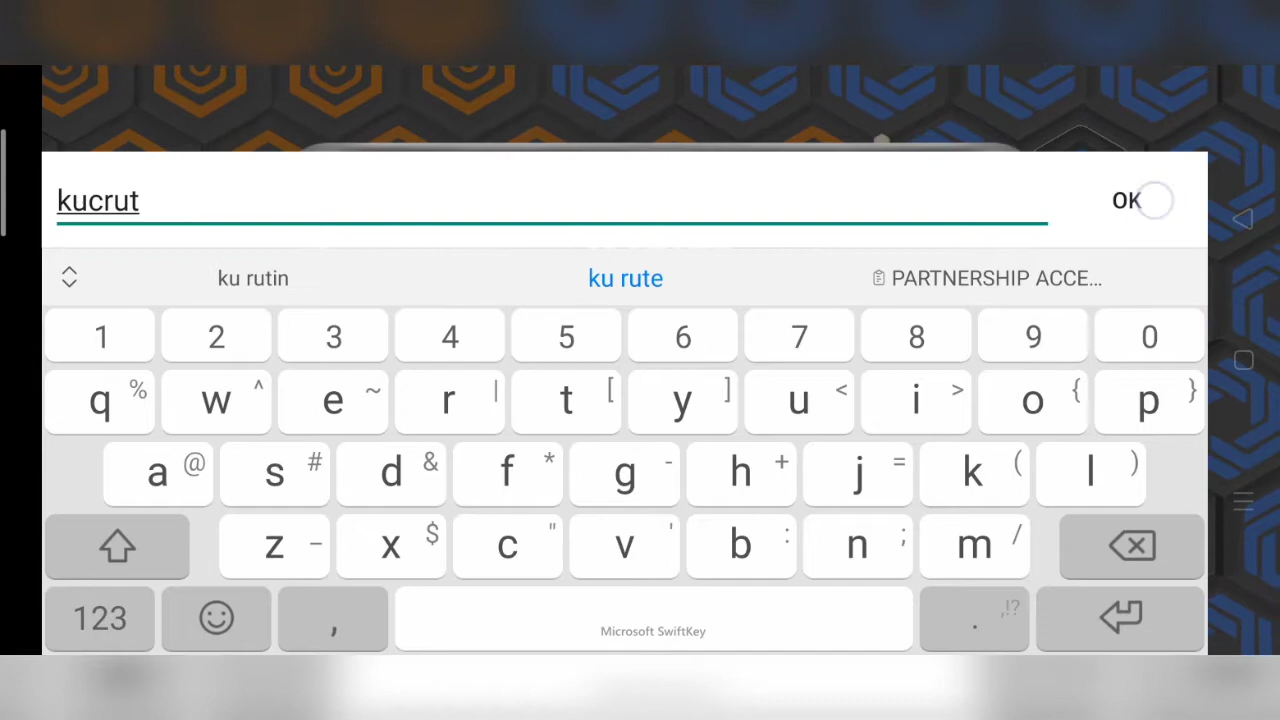 kucrut OK
ku rutin ku rute PARTNERSHIP ACCE...
1 2 3 4 5 6 7 8 9 0
q % w ^ e ~ r | t [ y ] u < i > o { p }
a @ s # d & f * g - h + j = k ( l )
z _ x $ c " v ' b : n ; m /
123 , Microsoft SwiftKey . ,!?